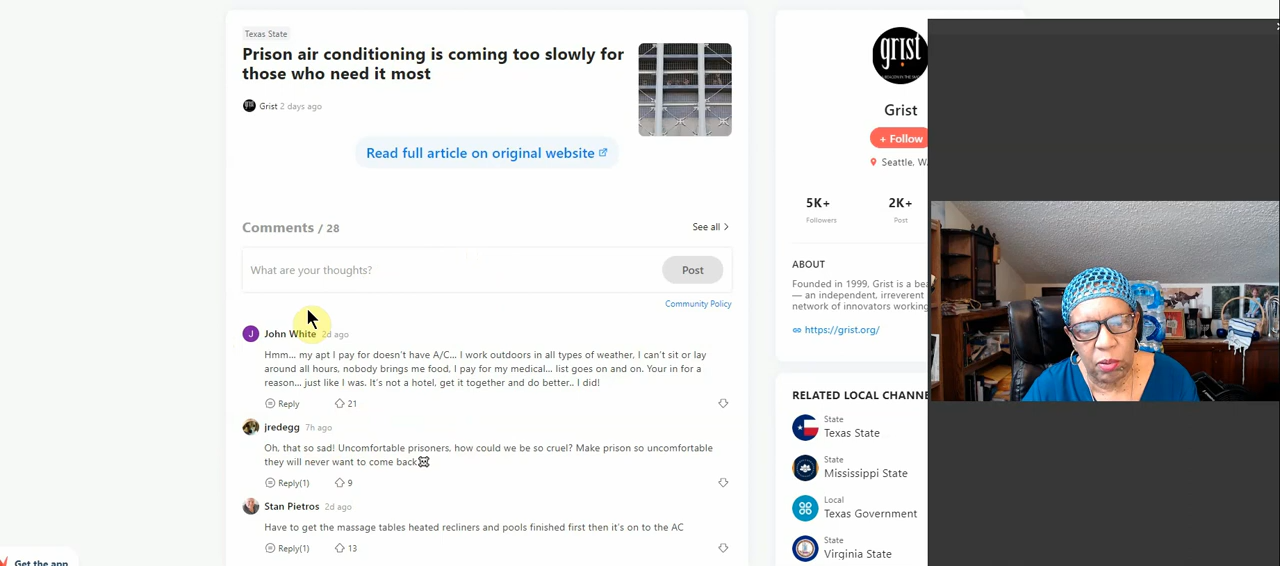 Texas State
Prison air conditioning is coming too slowly for
those who need it most
Grist 2 days ago
Read full article on original website
Comments / 28
See all
What are your thoughts?
Post
Community Policy
J
John White 2d ago
Hmm... my apt I pay for doesn't have A/C... I work outdoors in all types of weather, I can't sit or lay
around all hours, nobody brings me food, I pay for my medical... list goes on and on. Your in for a
reason... just like I was. It's not a hotel, get it together and do better.. I did!
Reply 21
jredegg 7h ago
Oh, that so sad! Uncomfortable prisoners, how could we be so cruel? Make prison so uncomfortable
they will never want to come back
Reply(1) 9
Stan Pietros 2d ago
Have to get the massage tables heated recliners and pools finished first then it's on to the AC
Reply(1) 13
Get the app
grist
Grist
+ Follow
Seattle, W
5K+ 2K+
Followers Post
ABOUT
Founded in 1999, Grist is a bea
— an independent, irreverent
network of innovators working
https://grist.org/
RELATED LOCAL CHANNE
State
Texas State
State
Mississippi State
Local
Texas Government
State
Virginia State